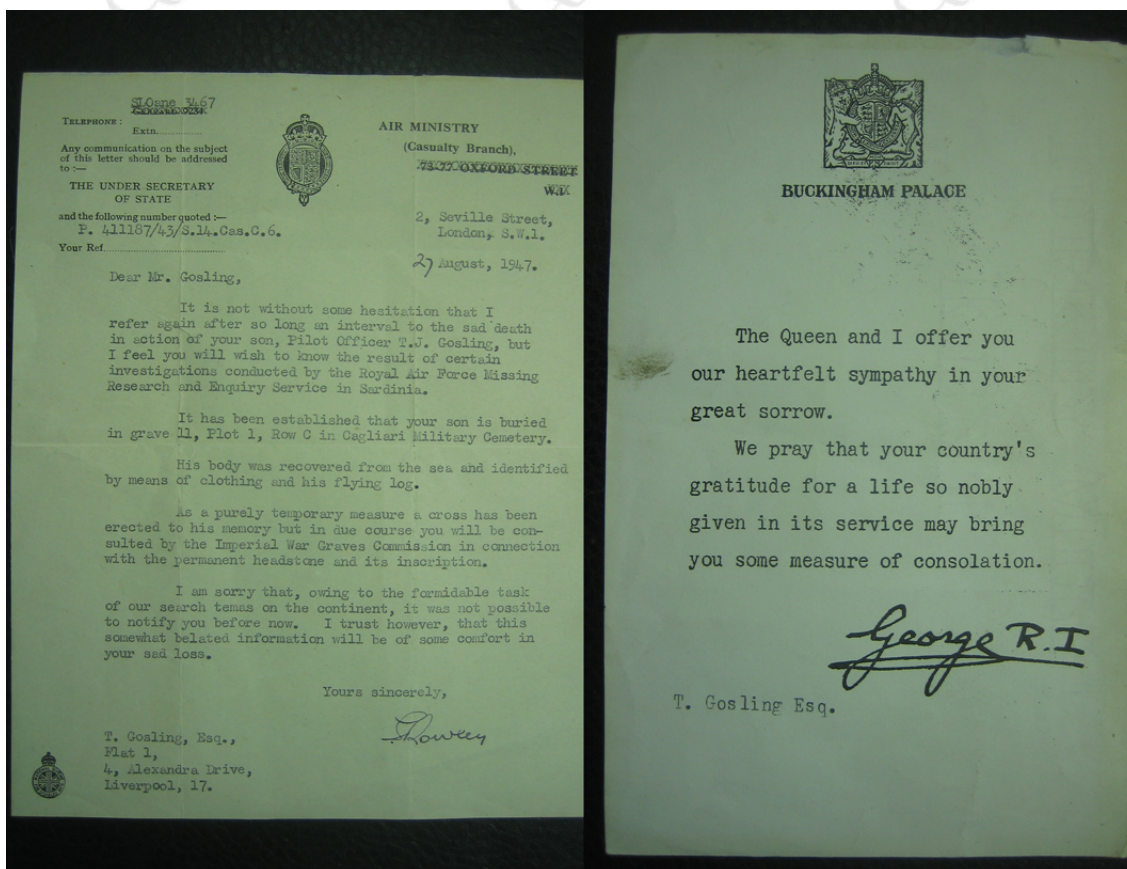 SLOane 3467
TELEPHONE :
Extn.
Any communication on the subject
of this letter should be addressed
to :—
THE UNDER SECRETARY
OF STATE
and the following number quoted :—
P. 411187/43/S.14.Cas.C.6.
Your Ref.
AIR MINISTRY
(Casualty Branch),
73-77 OXFORD STREET
W.1.
2, Seville Street,
London, S.W.1.
27 August, 1947.
Dear Mr. Gosling,
It is not without some hesitation that I
refer again after so long an interval to the sad death
in action of your son, Pilot Officer T.J. Gosling, but
I feel you will wish to know the result of certain
investigations conducted by the Royal Air Force Missing
Research and Enquiry Service in Sardinia.
It has been established that your son is buried
in grave 11, Plot 1, Row C in Cagliari Military Cemetery.
His body was recovered from the sea and identified
by means of clothing and his flying log.
As a purely temporary measure a cross has been
erected to his memory but in due course you will be con-
sulted by the Imperial War Graves Commission in connection
with the permanent headstone and its inscription.
I am sorry that, owing to the formidable task
of our search temas on the continent, it was not possible
to notify you before now. I trust however, that this
somewhat belated information will be of some comfort in
your sad loss.
Yours sincerely,
T. Gosling, Esq.,
Flat 1,
4, Alexandra Drive,
Liverpool, 17.
BUCKINGHAM PALACE
The Queen and I offer you
our heartfelt sympathy in your
great sorrow.
We pray that your country's
gratitude for a life so nobly
given in its service may bring
you some measure of consolation.
George R.I
T. Gosling Esq.